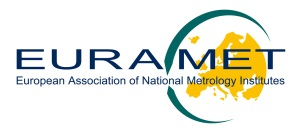 EURAMET
European Association of National Metrology Institutes